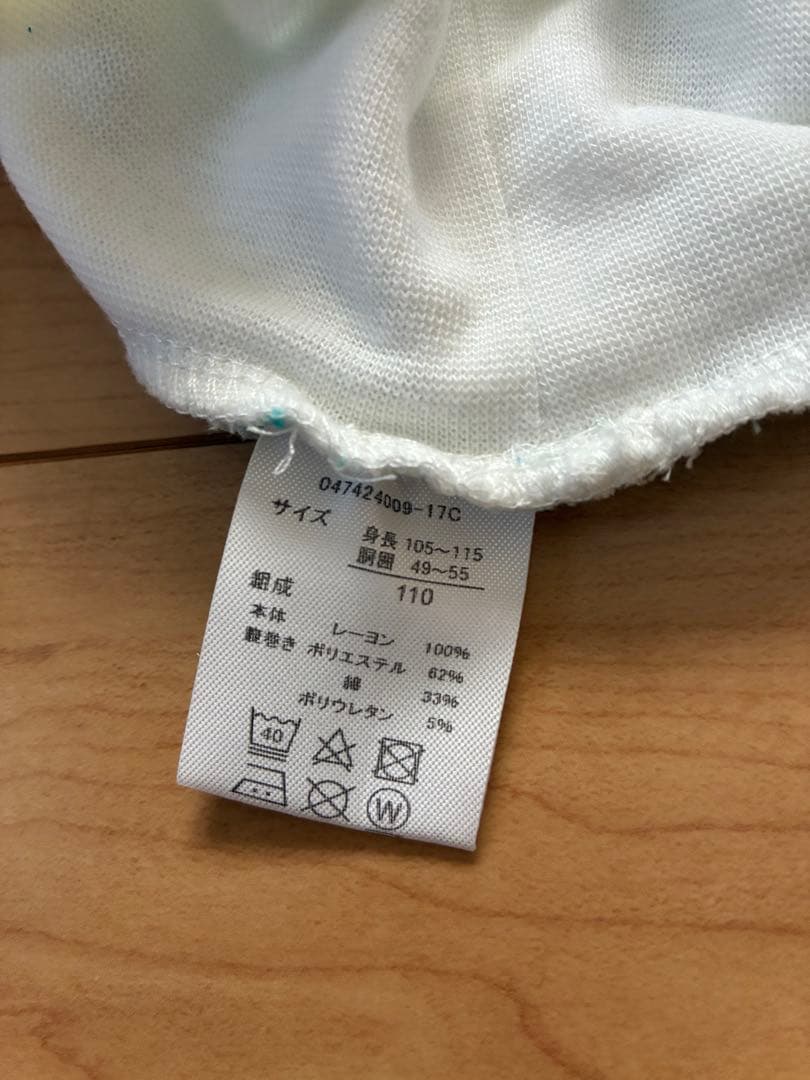 047424009-17C
サイズ
身長 105～115
胴囲 49～55
110
組成
本体 レーヨン 100%
腹巻き ポリエステル 62%
綿 33%
ポリウレタン 5%
40
W